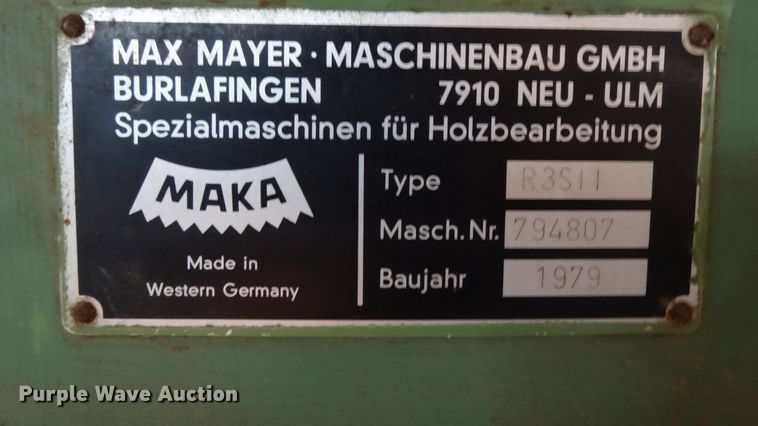 MAX MAYER · MASCHINENBAU GMBH
BURLAFINGEN 7910 NEU - ULM
Spezialmaschinen für Holzbearbeitung
MAKA
Made in
Western Germany
Type R3SII
Masch.Nr. 794807
Baujahr 1979
Purple Wave Auction